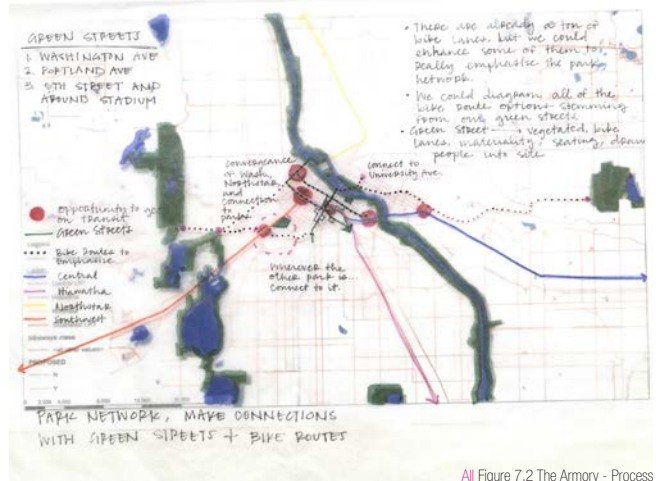 GREEN STREETS
1. WASHINGTON AVE
2. PORTLAND AVE
3. 5TH STREET AND
AROUND STADIUM
• There are already a ton of
bike lanes, but we could
enhance some of them to
really emphasize the park
network.
• We could diagram all of the
bike route options stemming
from our green streets.
• Green Street → vegetated, bike
lanes, materiality, seating, draw
people into side
Convergence
of Wash,
Northstar,
and
connection
to
parks
connect to
University Ave.
Wherever the
other park is...
connect to it.
opportunity to get
on transit
Green Streets
Legend
Bike Routes to
Emphasize
Central
Hiawatha
Northstar
Southwest
PROPOSED
N
Y
PARK NETWORK, MAKE CONNECTIONS
WITH GREEN STREETS + BIKE ROUTES
All Figure 7.2 The Armory - Process